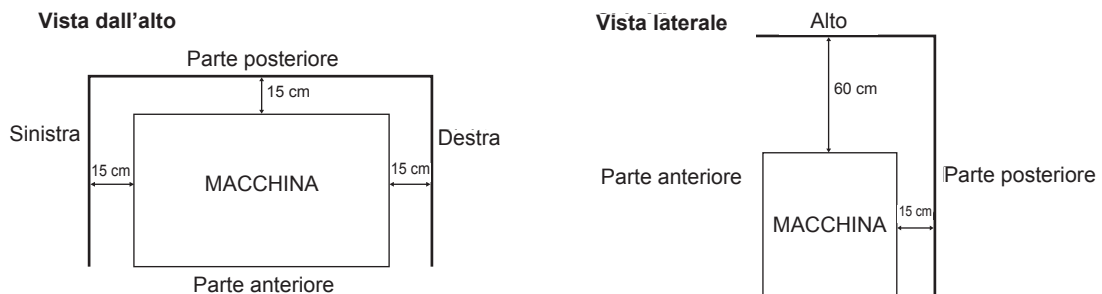 Vista dall’alto
Parte posteriore
15 cm
Sinistra
Destra
15 cm
15 cm
MACCHINA
Parte anteriore
Vista laterale
Alto
60 cm
Parte anteriore
Parte posteriore
15 cm
MACCHINA